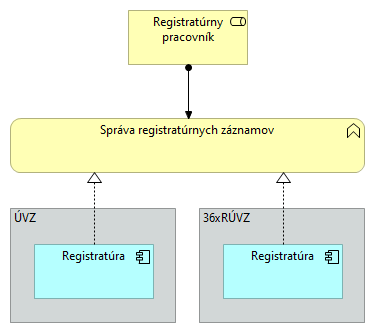 Registratúrny
pracovník
Správa registratúrnych záznamov
ÚVZ
36xRÚVZ
Registratúra
Registratúra